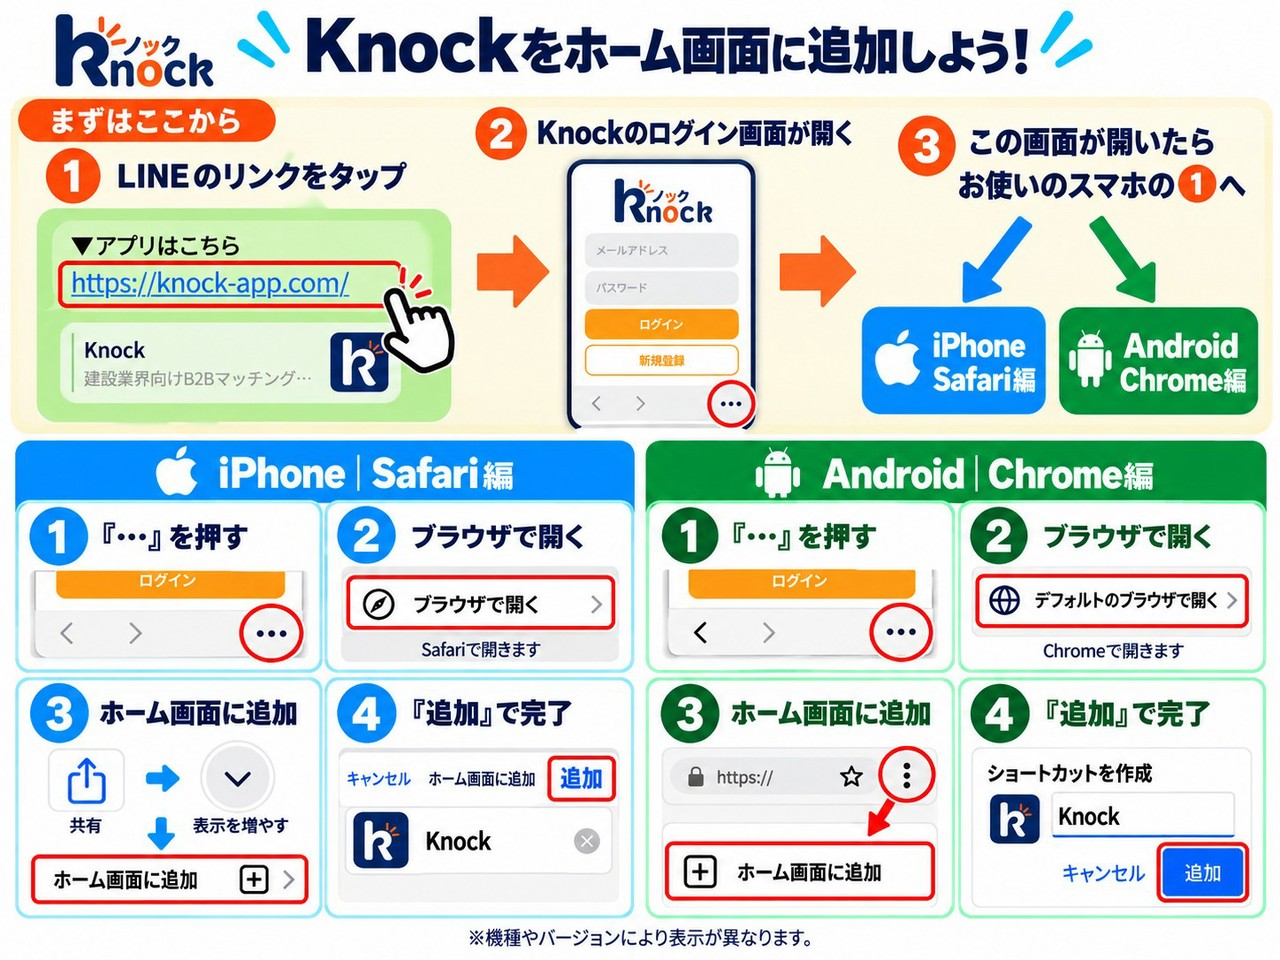 ノック
Knock
Knockをホーム画面に追加しよう!
まずはここから
1 LINEのリンクをタップ
▼アプリはこちら
https://knock-app.com/
Knock
建設業界向けB2Bマッチング…
k
2 Knockのログイン画面が開く
ノック
Knock
メールアドレス
パスワード
ログイン
新規登録
…
3 この画面が開いたら
お使いのスマホの1へ
iPhone
Safari編
Android
Chrome編
iPhone｜Safari編
1 『…』を押す
ログイン
…
2 ブラウザで開く
ブラウザで開く
Safariで開きます
3 ホーム画面に追加
共有
表示を増やす
ホーム画面に追加
4 『追加』で完了
キャンセル ホーム画面に追加 追加
k
Knock
Android｜Chrome編
1 『…』を押す
ログイン
…
2 ブラウザで開く
デフォルトのブラウザで開く
Chromeで開きます
3 ホーム画面に追加
https://
ホーム画面に追加
4 『追加』で完了
ショートカットを作成
k
Knock
キャンセル 追加
※機種やバージョンにより表示が異なります。